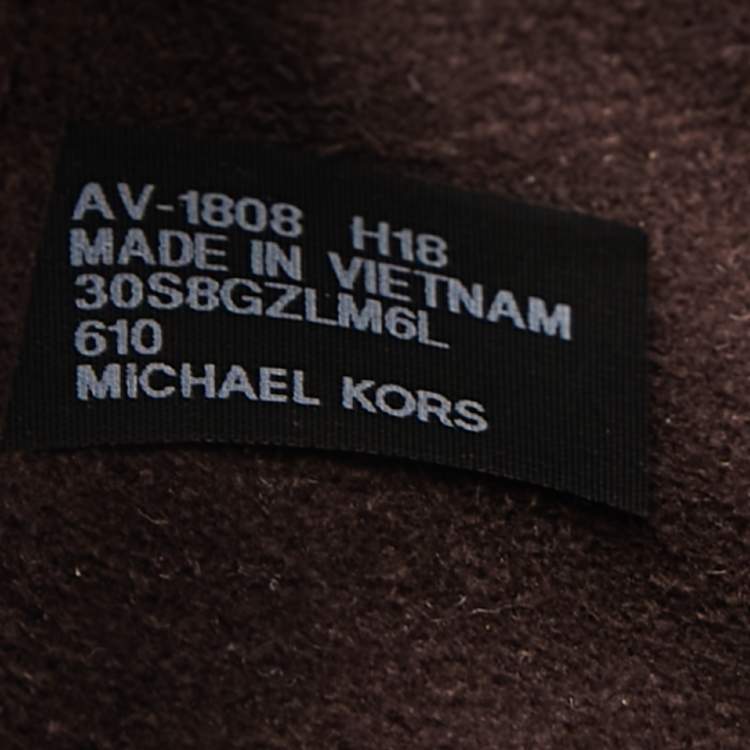 AV-1808 H18
MADE IN VIETNAM
30S8GZLM6L
610
MICHAEL KORS